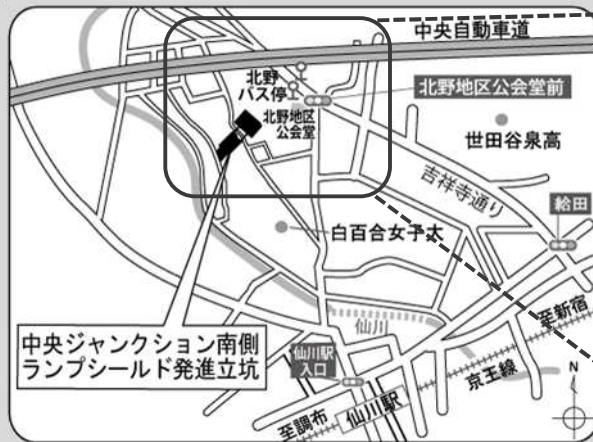 中央自動車道
北野
バス停
北野地区公会堂前
北野地区
公会堂
世田谷泉高
吉祥寺通り
給田
白百合女子大
仙川
至新宿
中央ジャンクション南側
ランプシールド発進立坑
仙川駅
入口
京王線
仙川駅
至調布
N